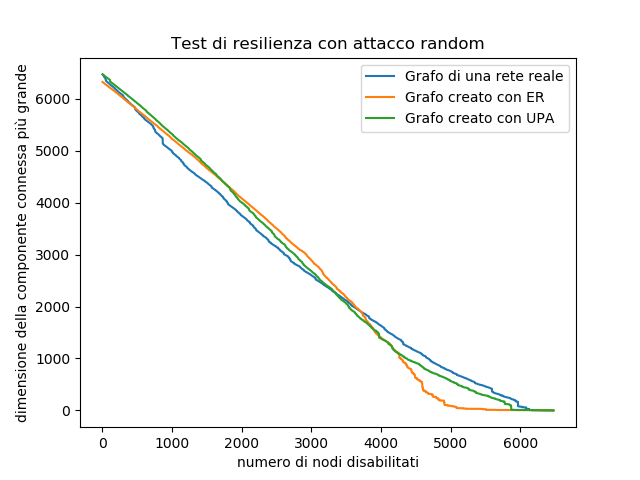 Test di resilienza con attacco random
dimensione della componente connessa più grande
6000
5000
4000
3000
2000
1000
0
Grafo di una rete reale
Grafo creato con ER
Grafo creato con UPA
0 1000 2000 3000 4000 5000 6000
numero di nodi disabilitati